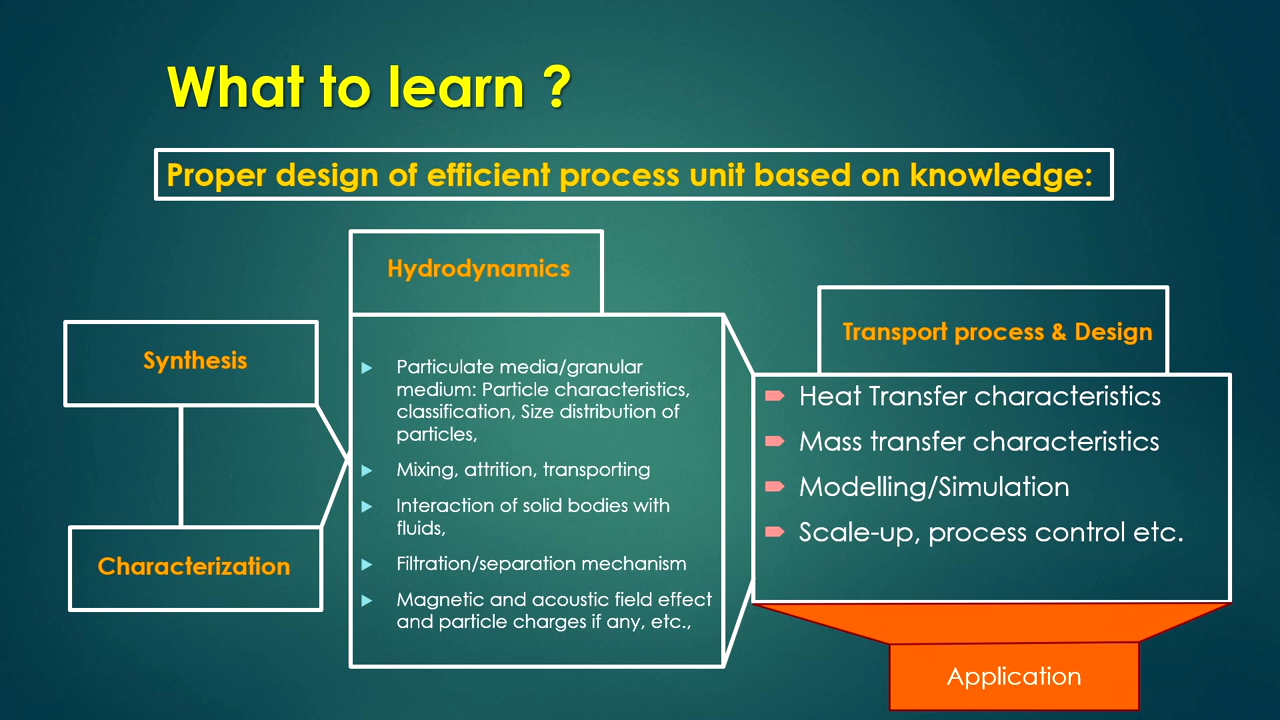 What to learn ?
Proper design of efficient process unit based on knowledge:
Synthesis
Characterization
Hydrodynamics
Particulate media/granular
medium: Particle characteristics,
classification, Size distribution of
particles,
Mixing, attrition, transporting
Interaction of solid bodies with
fluids,
Filtration/separation mechanism
Magnetic and acoustic field effect
and particle charges if any, etc.,
Transport process & Design
Heat Transfer characteristics
Mass transfer characteristics
Modelling/Simulation
Scale-up, process control etc.
Application